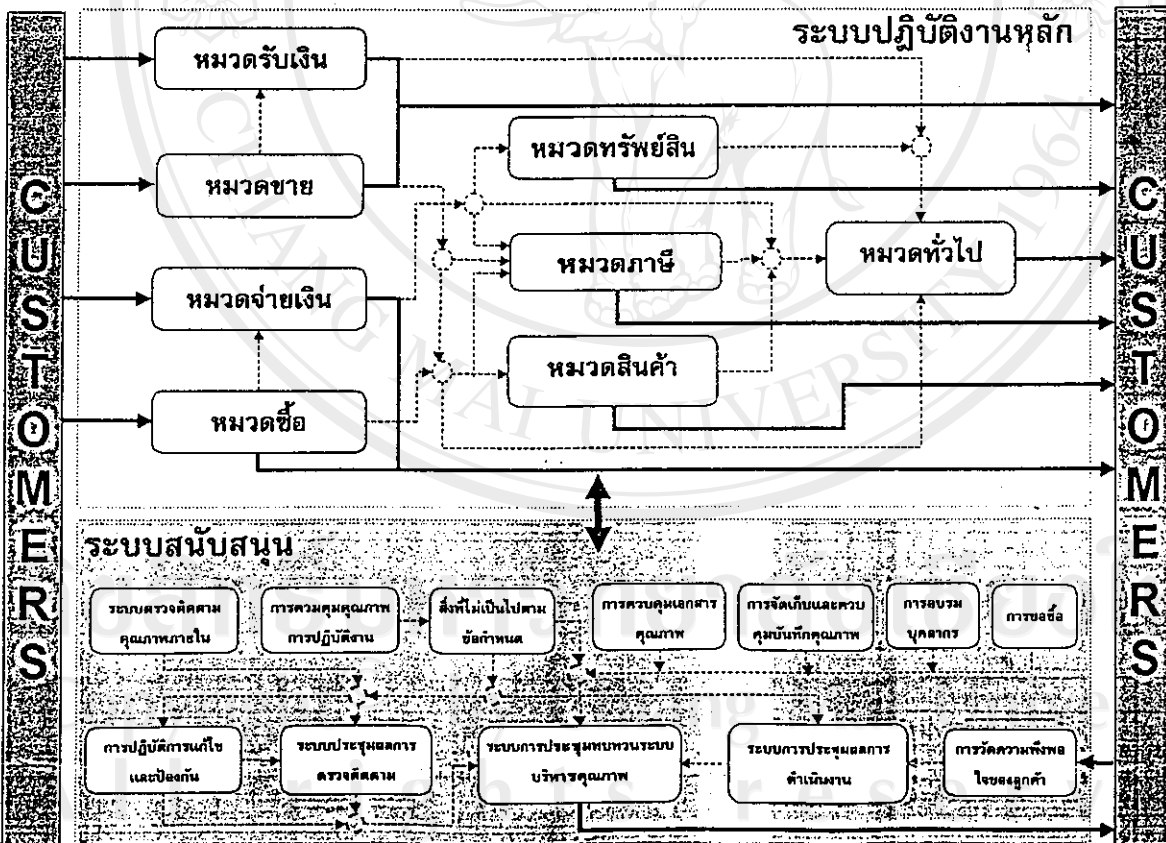 ระบบปฏิบัติงานหลัก
CUSTOMERS
หมวดรับเงิน
หมวดขาย
หมวดจ่ายเงิน
หมวดซื้อ
หมวดทรัพย์สิน
หมวดภาษี
หมวดสินค้า
หมวดทั่วไป
CUSTOMERS
CHIANG MAI UNIVERSITY 1964
ระบบสนับสนุน
ระบบตรวจติดตาม
คุณภาพภายใน
การควบคุมคุณภาพ
การปฏิบัติงาน
สิ่งที่ไม่เป็นไปตาม
ข้อกำหนด
การควบคุมเอกสาร
คุณภาพ
การจัดเก็บและควบ
คุมบันทึกคุณภาพ
การอบรม
บุคลากร
การขอซื้อ
การปฏิบัติการแก้ไข
และป้องกัน
ระบบประชุมผลการ
ตรวจติดตาม
ระบบการประชุมทบทวนระบบ
บริหารคุณภาพ
ระบบการประชุมผลการ
ดำเนินงาน
การวัดความพึงพอ
ใจของลูกค้า